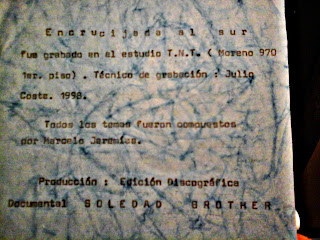 Encrucijada al sur
fue grabado en el estudio T.N.T. ( Moreno 970
1er. piso) . Técnico de grabación : Julio
Costa. 1990.
Todos los temas fueron compuestos
por Marcelo Jeremías.
Producción : Edición Discográfica
Documental SOLEDAD BROTHER